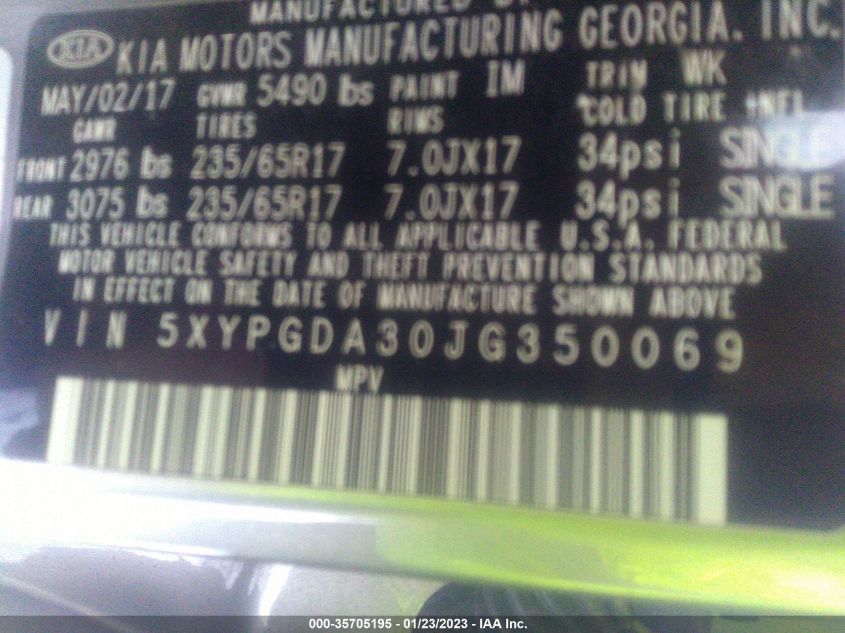 MANUFACTURED BY
KIA KIA MOTORS MANUFACTURING GEORGIA. INC.
MAY/02/17 GVWR 5490 lbs PAINT IM TRIM WK
GAWR TIRES RIMS COLD TIRE INFL
FRONT 2976 lbs 235/65R17 7.0JX17 34psi SINGLE
REAR 3075 lbs 235/65R17 7.0JX17 34psi SINGLE
THIS VEHICLE CONFORMS TO ALL APPLICABLE U.S.A. FEDERAL
MOTOR VEHICLE SAFETY AND THEFT PREVENTION STANDARDS
IN EFFECT ON THE DATE OF MANUFACTURE SHOWN ABOVE
VIN 5XYPGDA30JG350069
MPV
000-35705195 - 01/23/2023 - IAA Inc.